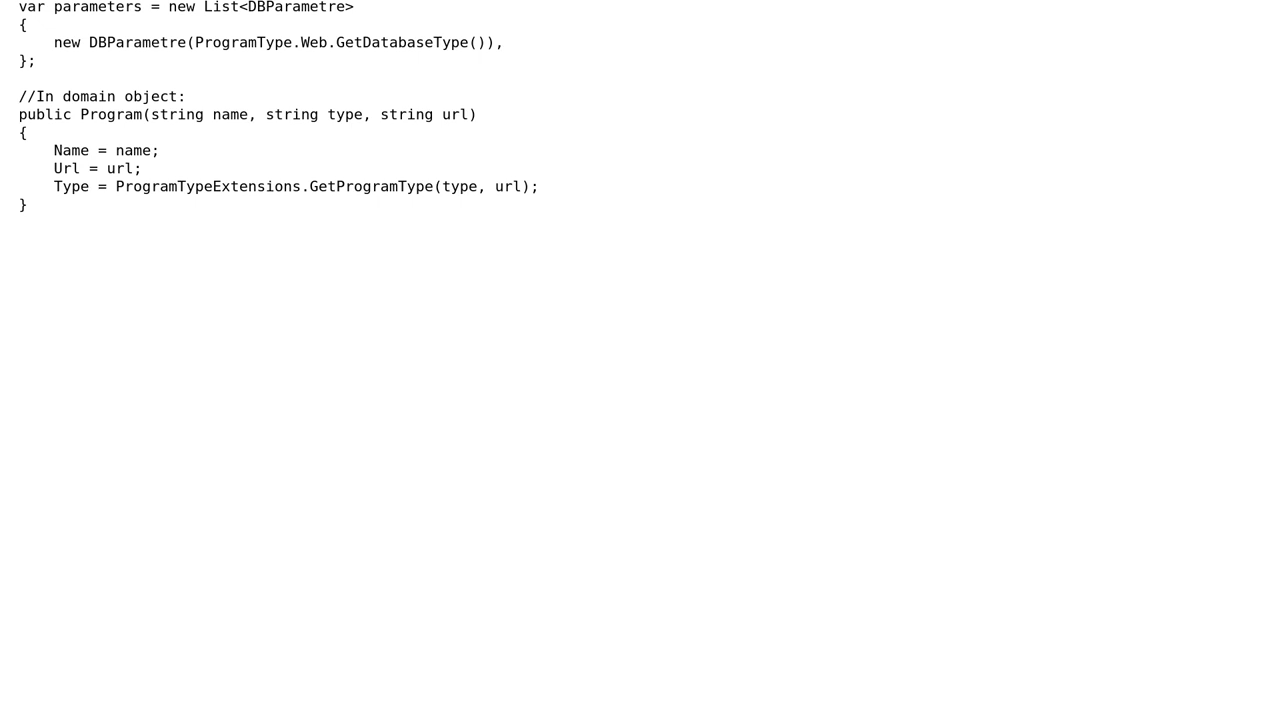 var parameters = new List<DBParametre>
{
    new DBParametre(ProgramType.Web.GetDatabaseType()),
};

//In domain object:
public Program(string name, string type, string url)
{
    Name = name;
    Url = url;
    Type = ProgramTypeExtensions.GetProgramType(type, url);
}